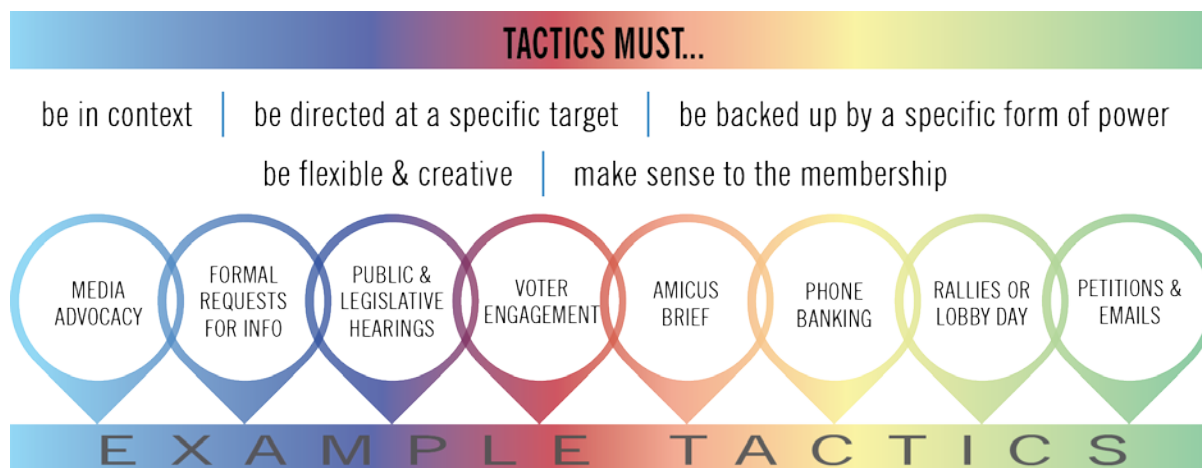 TACTICS MUST...
be in context | be directed at a specific target | be backed up by a specific form of power
be flexible & creative | make sense to the membership
MEDIA
ADVOCACY
FORMAL
REQUESTS
FOR INFO
PUBLIC &
LEGISLATIVE
HEARINGS
VOTER
ENGAGEMENT
AMICUS
BRIEF
PHONE
BANKING
RALLIES OR
LOBBY DAY
PETITIONS &
EMAILS
EXAMPLE TACTICS